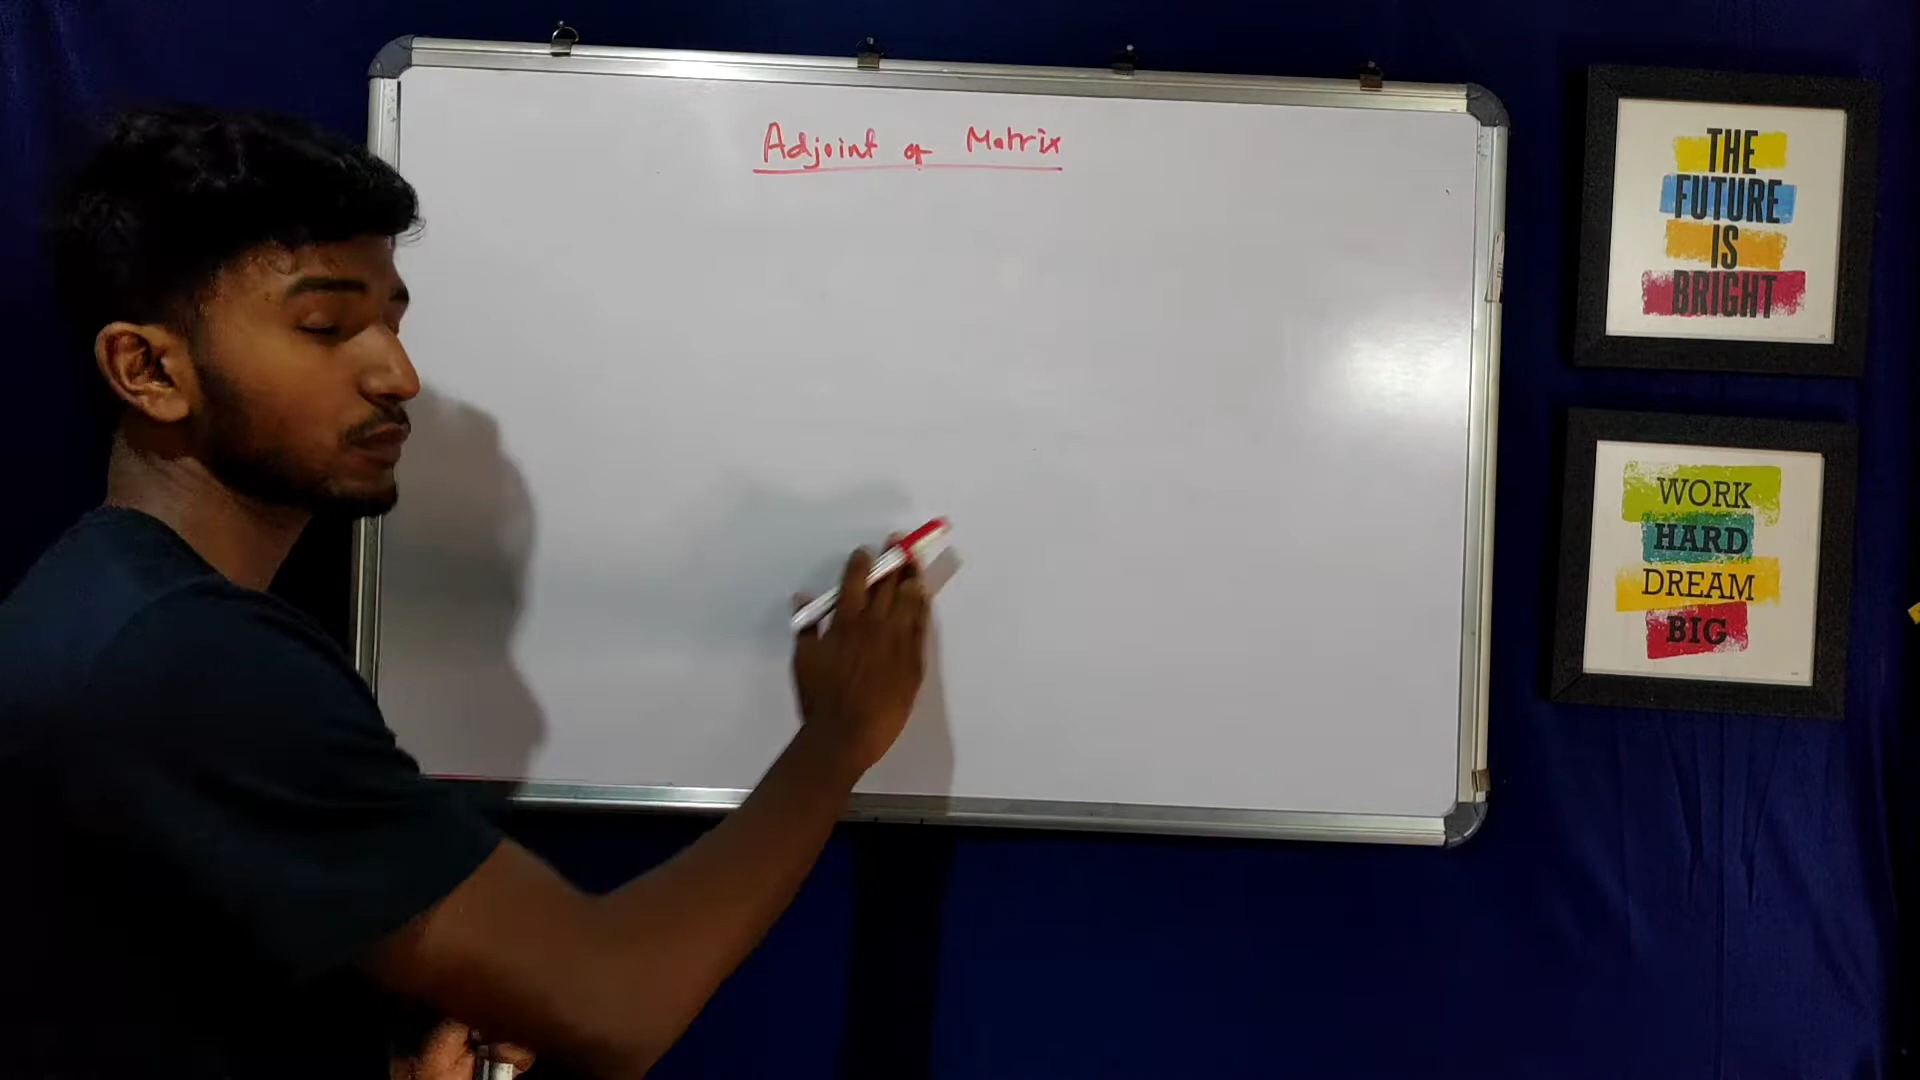 Adjoint of Matrix
THE
FUTURE
IS
BRIGHT
WORK
HARD
DREAM
BIG